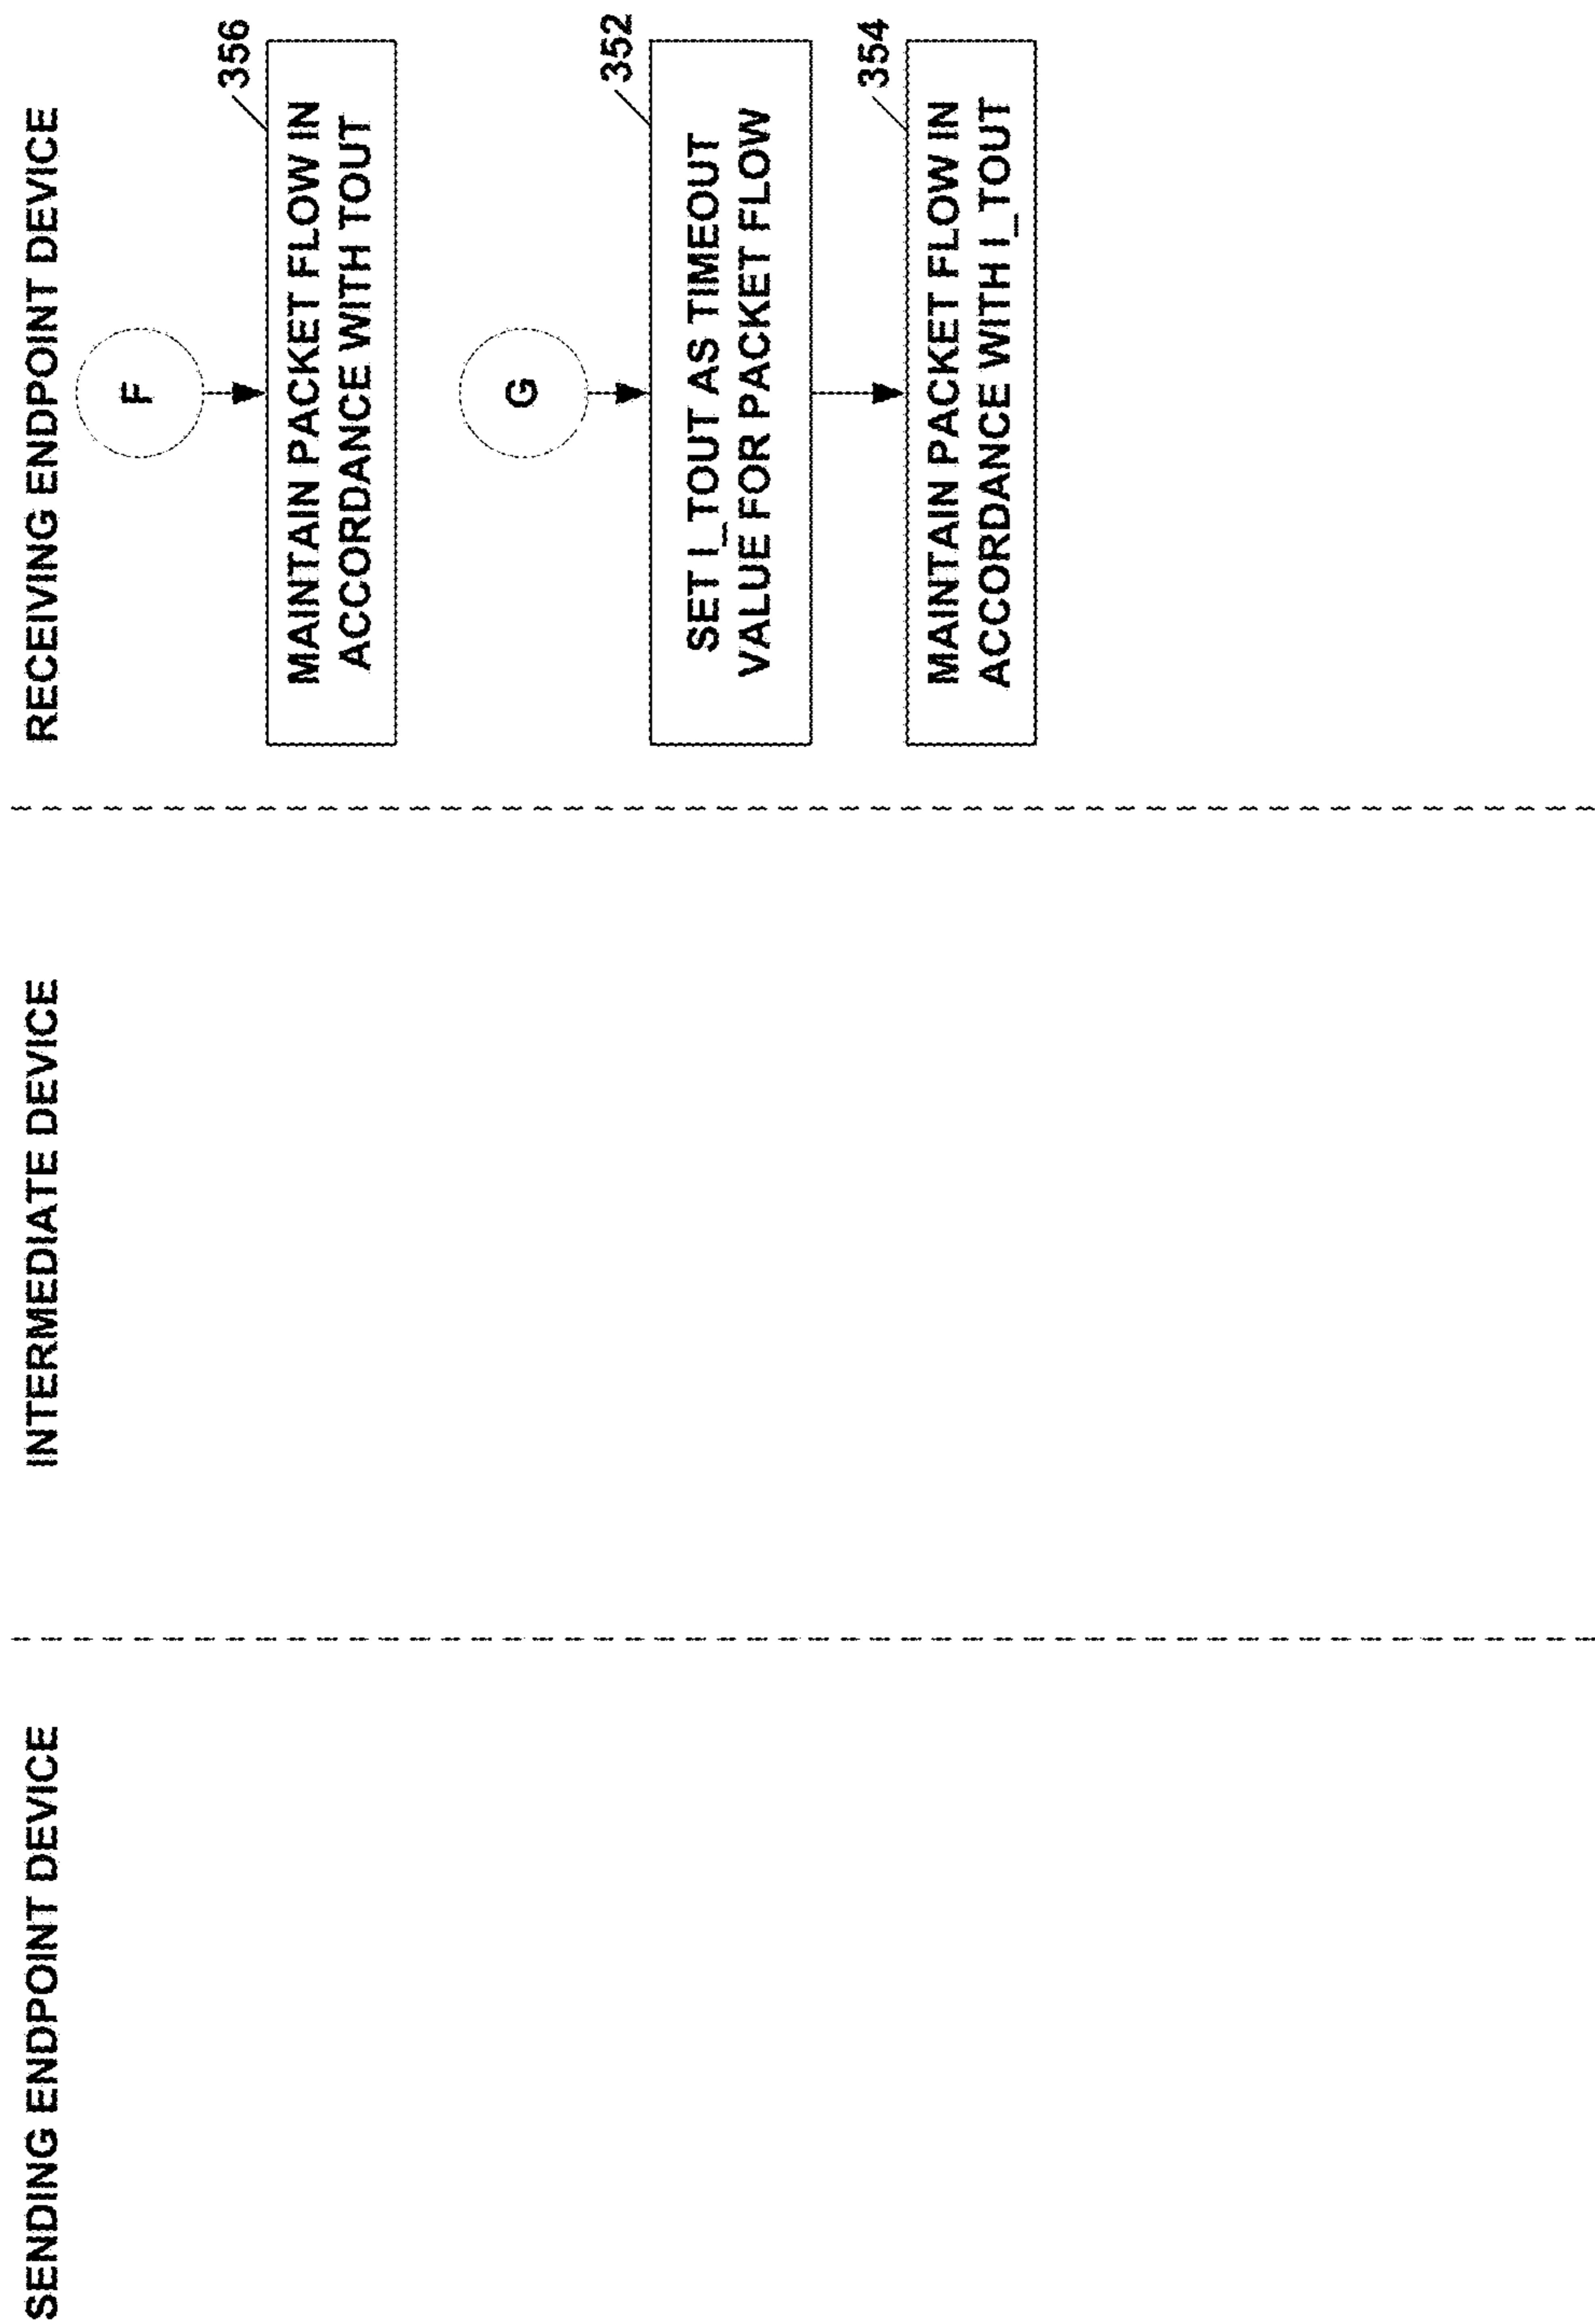 SENDING ENDPOINT DEVICE
INTERMEDIATE DEVICE
RECEIVING ENDPOINT DEVICE
F
356
MAINTAIN PACKET FLOW IN
ACCORDANCE WITH TOUT
G
352
SET I_TOUT AS TIMEOUT
VALUE FOR PACKET FLOW
354
MAINTAIN PACKET FLOW IN
ACCORDANCE WITH I_TOUT